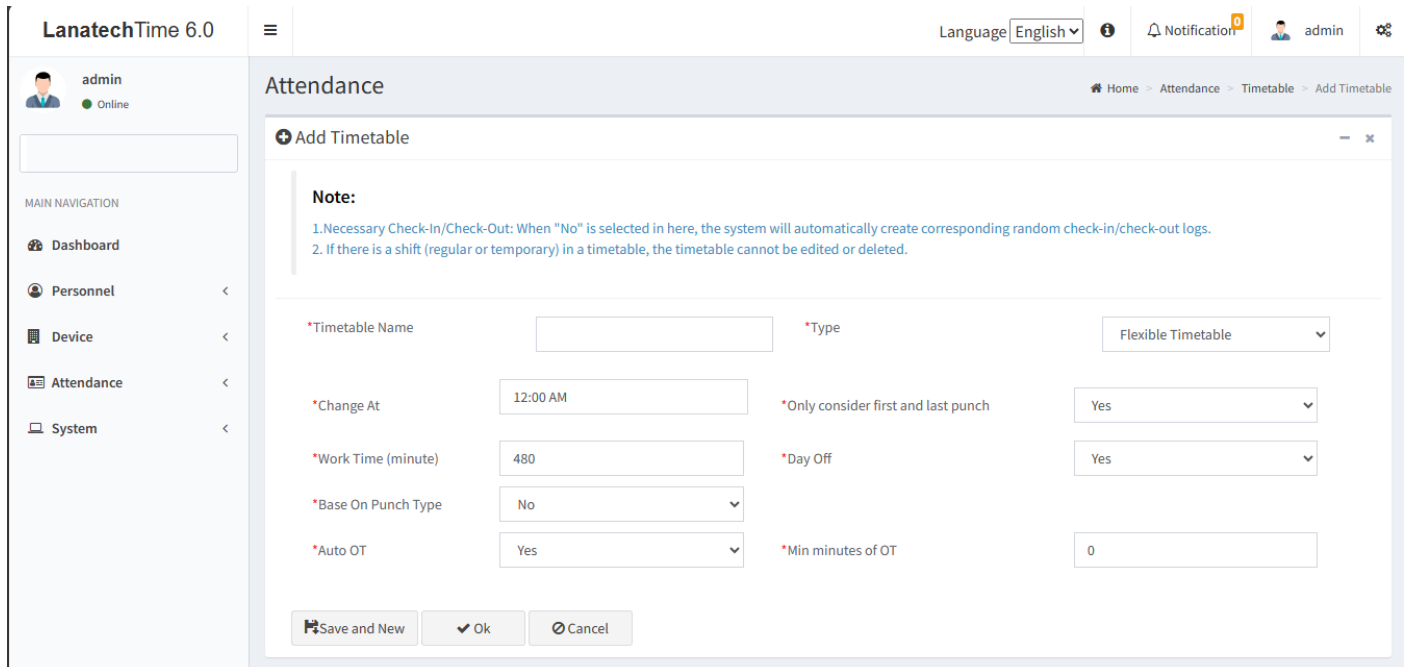 LanatechTime 6.0
Language English
Notification 0
admin
admin
Online
Attendance
Home > Attendance > Timetable > Add Timetable
Add Timetable
MAIN NAVIGATION
Dashboard
Personnel
Device
Attendance
System
Note:
1.Necessary Check-In/Check-Out: When "No" is selected in here, the system will automatically create corresponding random check-in/check-out logs.
2. If there is a shift (regular or temporary) in a timetable, the timetable cannot be edited or deleted.
*Timetable Name
*Type Flexible Timetable
*Change At 12:00 AM
*Only consider first and last punch Yes
*Work Time (minute) 480
*Day Off Yes
*Base On Punch Type No
*Auto OT Yes
*Min minutes of OT 0
Save and New
Ok
Cancel